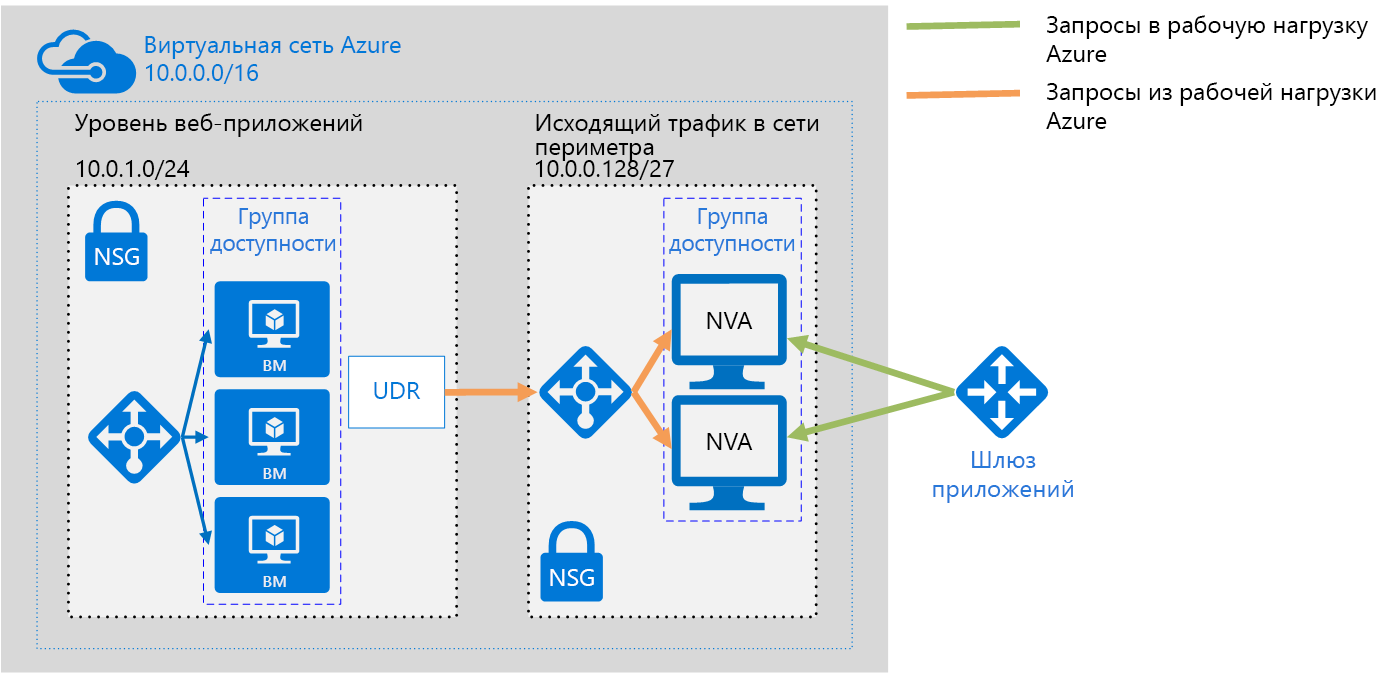 Виртуальная сеть Azure
10.0.0.0/16
Уровень веб-приложений
10.0.1.0/24
NSG
Группа
доступности
ВМ
ВМ
ВМ
UDR
Исходящий трафик в сети
периметра
10.0.0.128/27
Группа
доступности
NVA
NVA
NSG
Шлюз
приложений
Запросы в рабочую нагрузку
Azure
Запросы из рабочей нагрузки
Azure